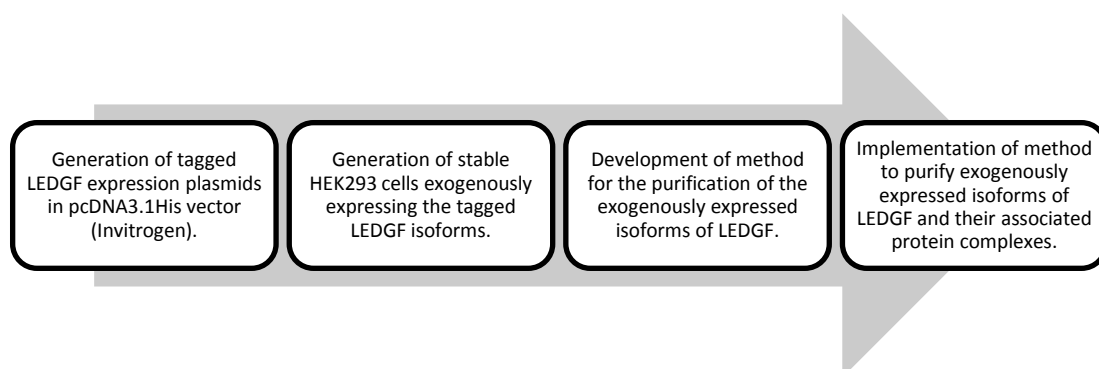 Generation of tagged
LEDGF expression plasmids
in pcDNA3.1His vector
(Invitrogen).
Generation of stable
HEK293 cells exogenously
expressing the tagged
LEDGF isoforms.
Development of method
for the purification of the
exogenously expressed
isoforms of LEDGF.
Implementation of method
to purify exogenously
expressed isoforms of
LEDGF and their associated
protein complexes.